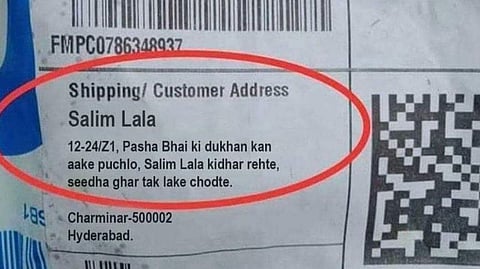 FMPC0786348937
Shipping/ Customer Address
Salim Lala
12-24/Z1, Pasha Bhai ki dukhan kan
aake puchlo, Salim Lala kidhar rehte,
seedha ghar tak lake chodte.
Charminar-500002
Hyderabad.
SB1